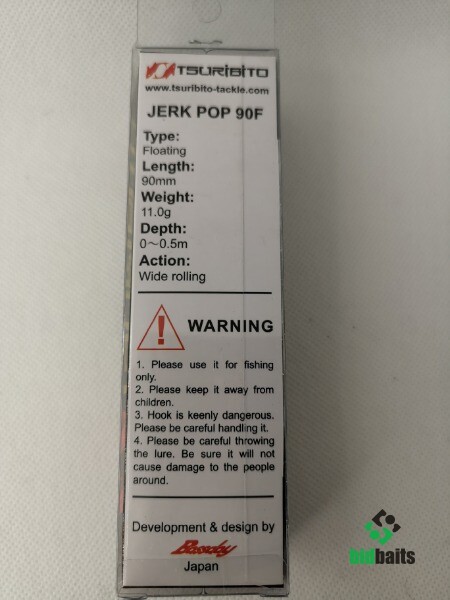 TSURIBITO
www.tsuribito-tackle.com
JERK POP 90F
Type:
Floating
Length:
90mm
Weight:
11.0g
Depth:
0～0.5m
Action:
Wide rolling
WARNING
1. Please use it for fishing
only.
2. Please keep it away from
children.
3. Hook is keenly dangerous.
Please be careful handling it.
4. Please be careful throwing
the lure. Be sure it will not
cause damage to the people
around.
Development & design by
Bassday
Japan
bidbaits